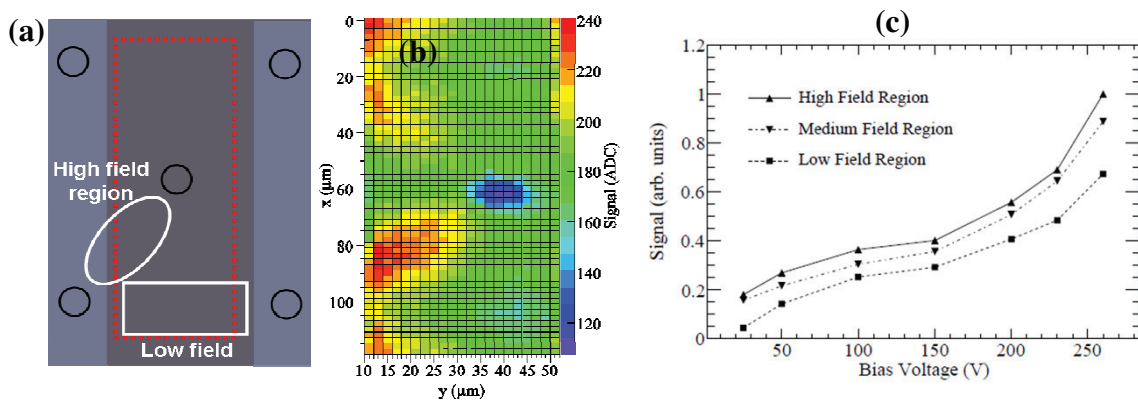 (a)
High field
region
Low field
(b)
0
20
40
60
80
100
x (µm)
10 15 20 25 30 35 40 45 50
y (µm)
240
220
200
180
160
140
120
Signal (ADC)
(c)
1.2
1
0.8
0.6
0.4
0.2
0
Signal (arb. units)
High Field Region
Medium Field Region
Low Field Region
50 100 150 200 250
Bias Voltage (V)